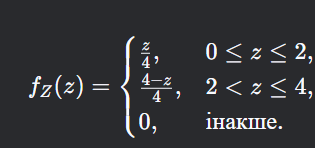 z/4, 0 ≤ z ≤ 2,
f_Z(z) = { (4−z)/4, 2 < z ≤ 4,
0, інакше.